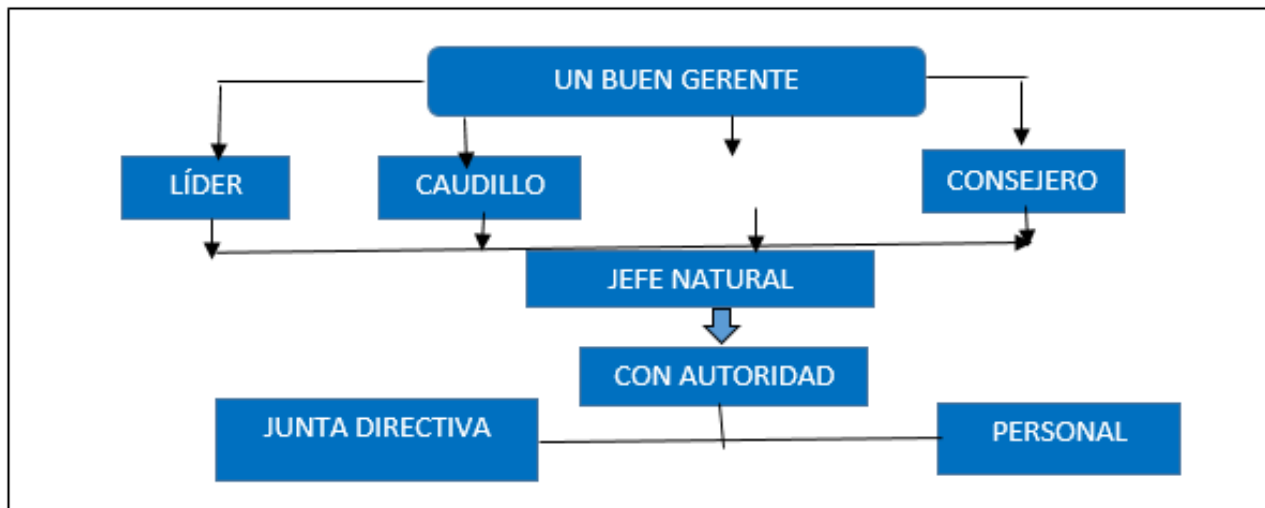 UN BUEN GERENTE
LÍDER
CAUDILLO
CONSEJERO
JEFE NATURAL
CON AUTORIDAD
JUNTA DIRECTIVA
PERSONAL